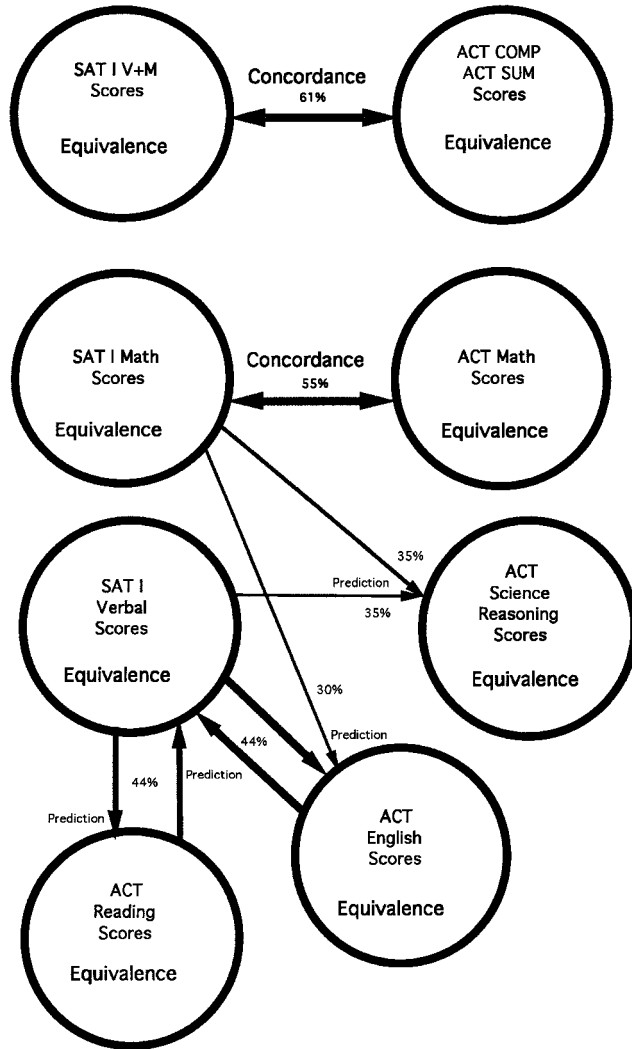 SAT I V+M
Scores
Equivalence
Concordance
61%
ACT COMP
ACT SUM
Scores
Equivalence
SAT I Math
Scores
Equivalence
Concordance
55%
ACT Math
Scores
Equivalence
35%
Prediction
35%
SAT I
Verbal
Scores
Equivalence
ACT
Science
Reasoning
Scores
Equivalence
30%
Prediction
44%
44%
Prediction
Prediction
ACT
English
Scores
Equivalence
ACT
Reading
Scores
Equivalence